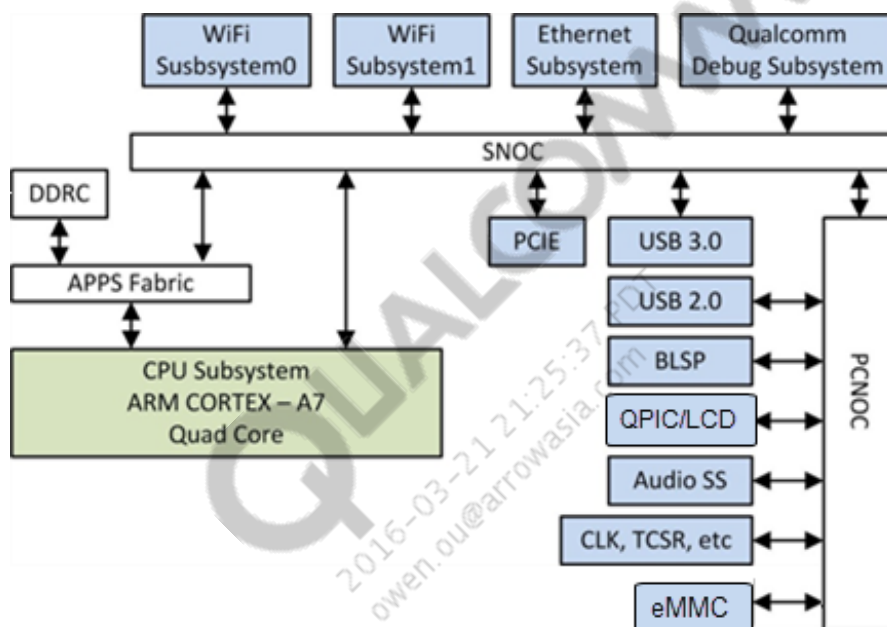 WiFi
Susbsystem0
WiFi
Subsystem1
Ethernet
Subsystem
Qualcomm
Debug Subsystem
SNOC
DDRC
PCIE
USB 3.0
APPS Fabric
USB 2.0
CPU Subsystem
ARM CORTEX – A7
Quad Core
BLSP
PCNOC
QPIC/LCD
Audio SS
CLK, TCSR, etc
eMMC
QUALCOMM
2016-03-21 21:25:37 PDT
owen.ou@arrowasia.com